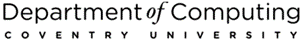 Department of Computing
COVENTRY UNIVERSITY